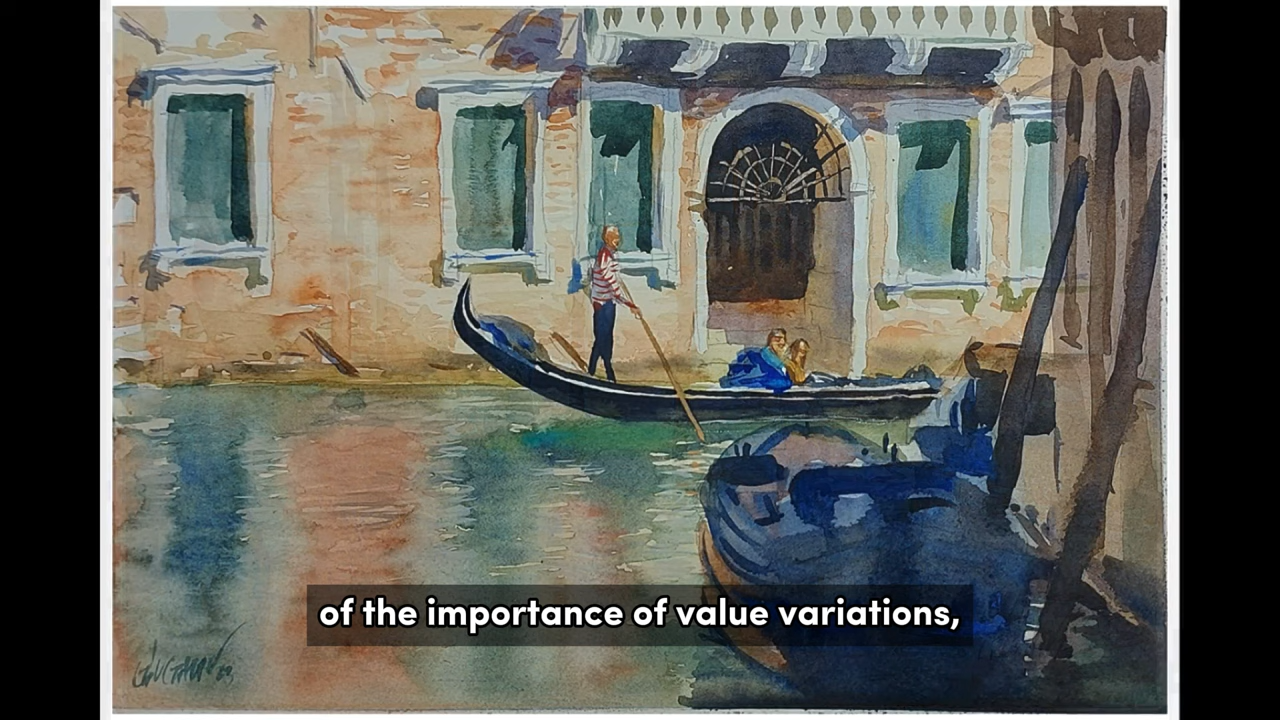 of the importance of value variations,